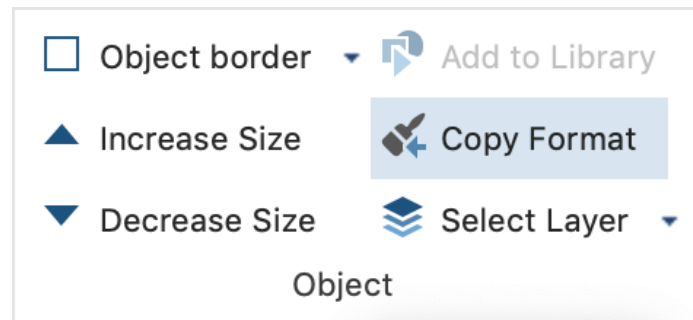 Object border
Add to Library
Increase Size
Copy Format
Decrease Size
Select Layer
Object